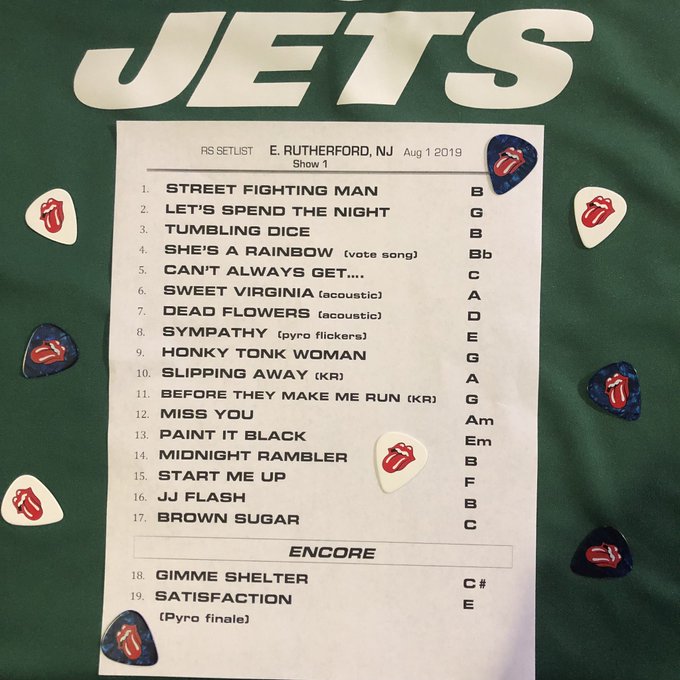 JETS
RS SETLIST E. RUTHERFORD, NJ Aug 1 2019
Show 1
1. STREET FIGHTING MAN B
2. LET'S SPEND THE NIGHT G
3. TUMBLING DICE B
4. SHE'S A RAINBOW (vote song) Bb
5. CAN'T ALWAYS GET.... C
6. SWEET VIRGINIA (acoustic) A
7. DEAD FLOWERS (acoustic) D
8. SYMPATHY (pyro flickers) E
9. HONKY TONK WOMAN G
10. SLIPPING AWAY (KR) A
11. BEFORE THEY MAKE ME RUN (KR) G
12. MISS YOU Am
13. PAINT IT BLACK Em
14. MIDNIGHT RAMBLER B
15. START ME UP F
16. JJ FLASH B
17. BROWN SUGAR C
ENCORE
18. GIMME SHELTER C#
19. SATISFACTION E
(Pyro finale)